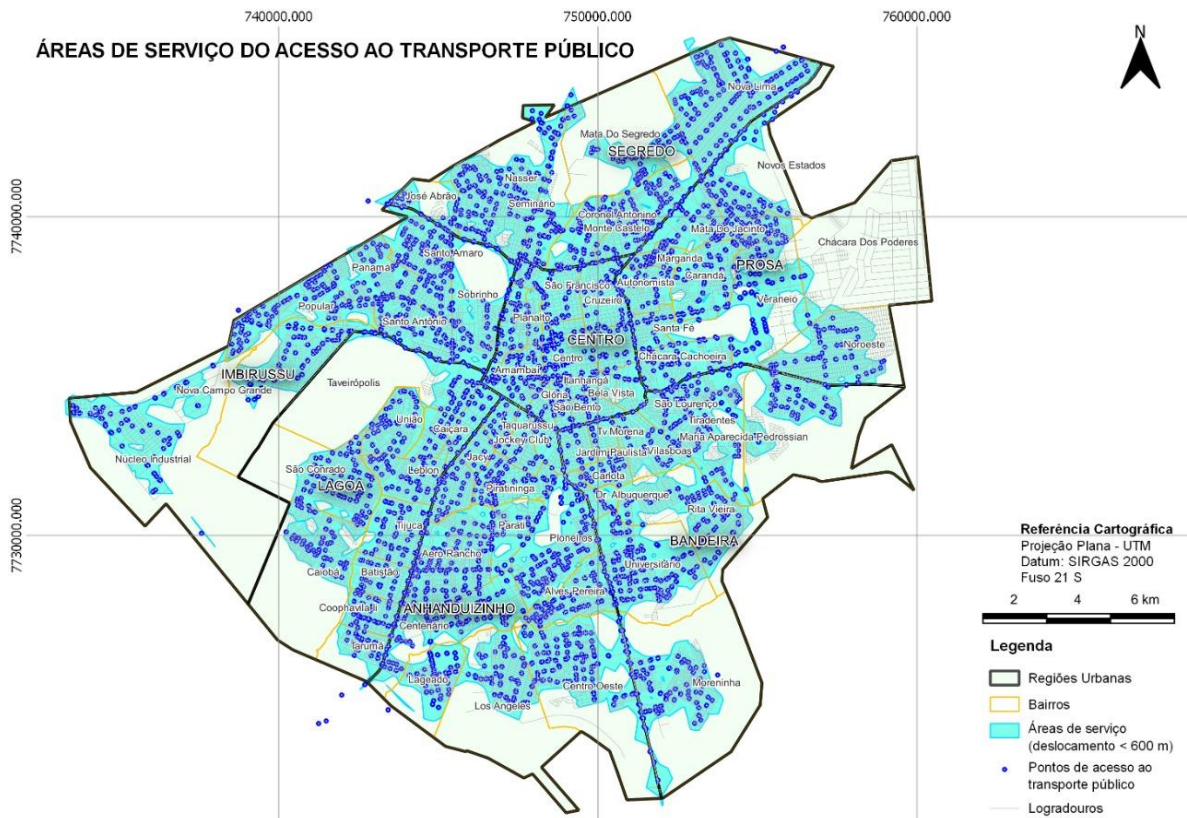 740000.000
750000.000
760000.000
ÁREAS DE SERVIÇO DO ACESSO AO TRANSPORTE PÚBLICO
N
Nova Lima
Mata Do Segredo
SEGREDO
Novos Estados
Nasser
José Abrão
Seminário
7740000.000
Coronel Antonino
Monte Castelo
Mata Do Jacinto
Chácara Dos Poderes
Santo Amaro
Margarida
PROSA
Panamá
Carandá
São Francisco
Autonomista
Sobrinho
Cruzeiro
Veraneio
Popular
Planalto
Santo Antônio
Santa Fé
CENTRO
Noroeste
Centro
Chácara Cachoeira
Amambaí
IMBIRUSSU
Itanhangá
Taveirópolis
Nova Campo Grande
Glória
Bela Vista
São Bento
São Lourenço
União
Tiradentes
Caiçara
Taquarussu
Tv Morena
Jockey Club
Maria Aparecida Pedrossian
Núcleo Industrial
Jacy
Jardim Paulista
Vilasboas
São Conrado
Leblon
Carlota
LAGOA
Piratininga
Dr. Albuquerque
Rita Vieira
Tijuca
Parati
7730000.000
Pioneiros
BANDEIRA
Aero Rancho
Universitário
Caiobá
Batistão
Alves Pereira
Coophavila Ii
ANHANDUIZINHO
Centenário
Tarumã
Lageado
Centro Oeste
Moreninha
Los Angeles
Referência Cartográfica
Projeção Plana - UTM
Datum: SIRGAS 2000
Fuso 21 S
2 4 6 km
Legenda
Regiões Urbanas
Bairros
Áreas de serviço
(deslocamento < 600 m)
Pontos de acesso ao
transporte público
Logradouros